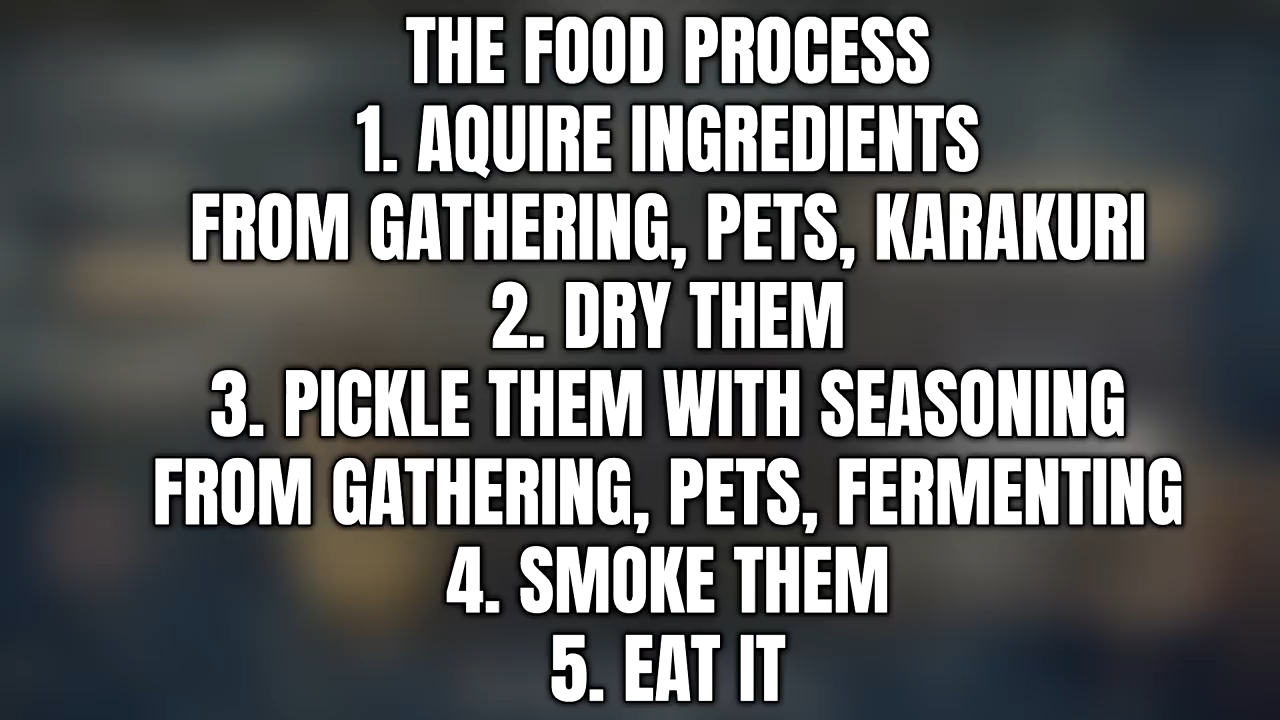 THE FOOD PROCESS
1. AQUIRE INGREDIENTS
FROM GATHERING, PETS, KARAKURI
2. DRY THEM
3. PICKLE THEM WITH SEASONING
FROM GATHERING, PETS, FERMENTING
4. SMOKE THEM
5. EAT IT